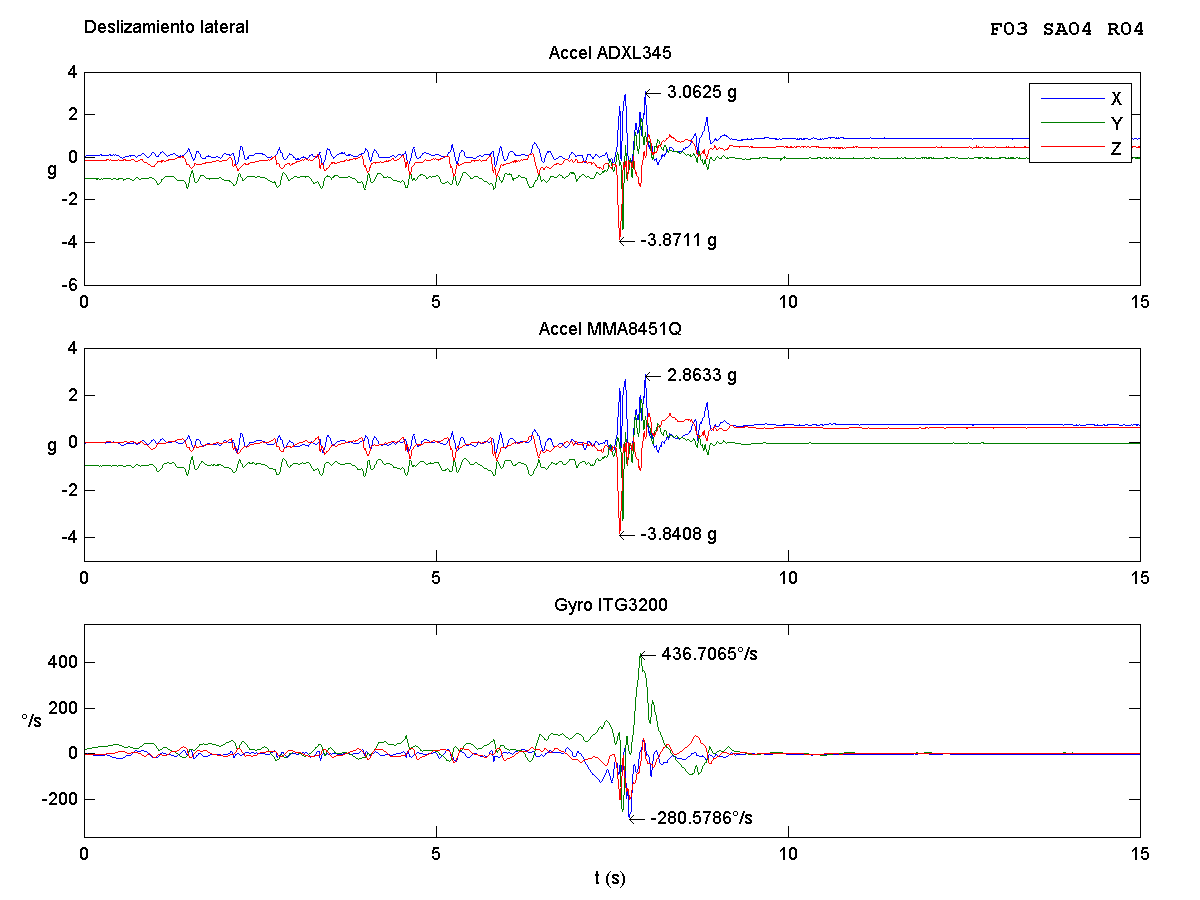 Deslizamiento lateral
F03 SA04 R04
Accel ADXL345
4
2
0
-2
-4
-6
g
3.0625 g
-3.8711 g
X
Y
Z
0 5 10 15
Accel MMA8451Q
4
2
0
-2
-4
g
2.8633 g
-3.8408 g
0 5 10 15
Gyro ITG3200
400
200
0
-200
°/s
436.7065°/s
-280.5786°/s
0 5 10 15
t (s)